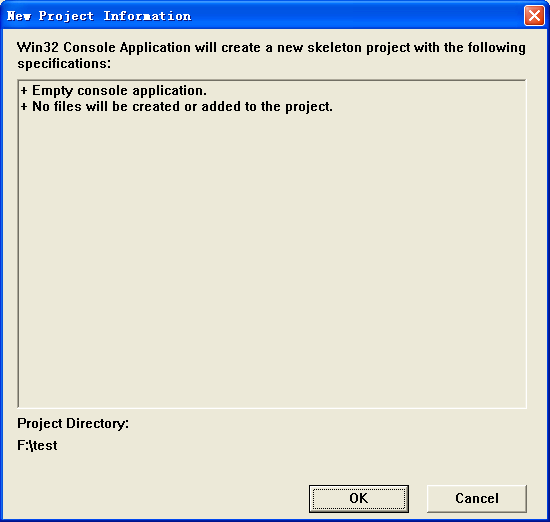 New Project Information
Win32 Console Application will create a new skeleton project with the following
specifications:
+ Empty console application.
+ No files will be created or added to the project.
Project Directory:
F:\test
OK
Cancel